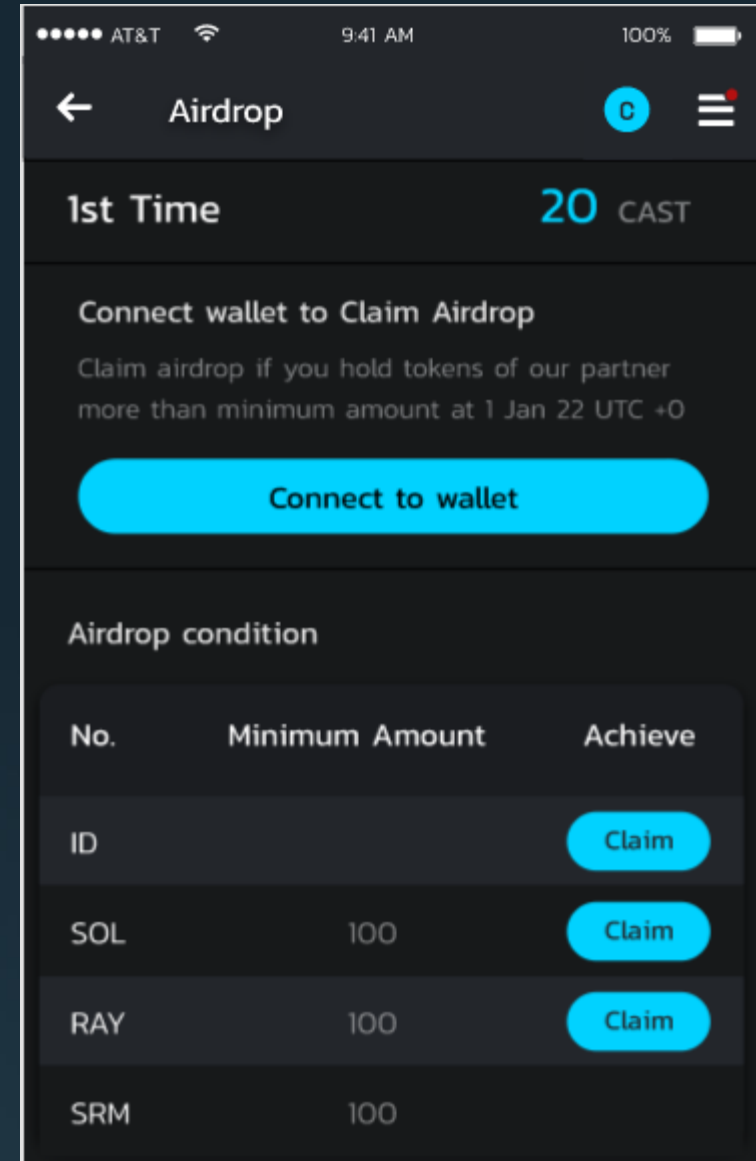 AT&T 9:41 AM 100%
Airdrop C
1st Time 20 CAST
Connect wallet to Claim Airdrop
Claim airdrop if you hold tokens of our partner
more than minimum amount at 1 Jan 22 UTC +0
Connect to wallet
Airdrop condition
No. Minimum Amount Achieve
ID Claim
SOL 100 Claim
RAY 100 Claim
SRM 100